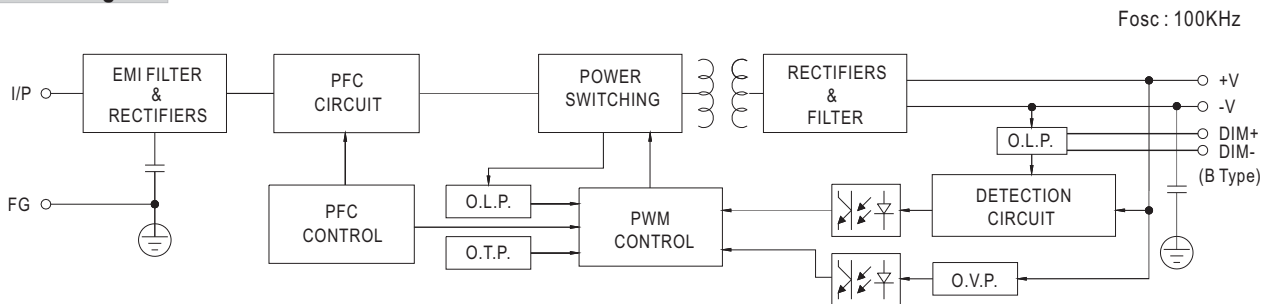 Fosc : 100KHz
I/P
EMI FILTER
&
RECTIFIERS
PFC
CIRCUIT
POWER
SWITCHING
RECTIFIERS
&
FILTER
+V
-V
DIM+
DIM-
(B Type)
O.L.P.
FG
PFC
CONTROL
O.L.P.
O.T.P.
PWM
CONTROL
DETECTION
CIRCUIT
O.V.P.